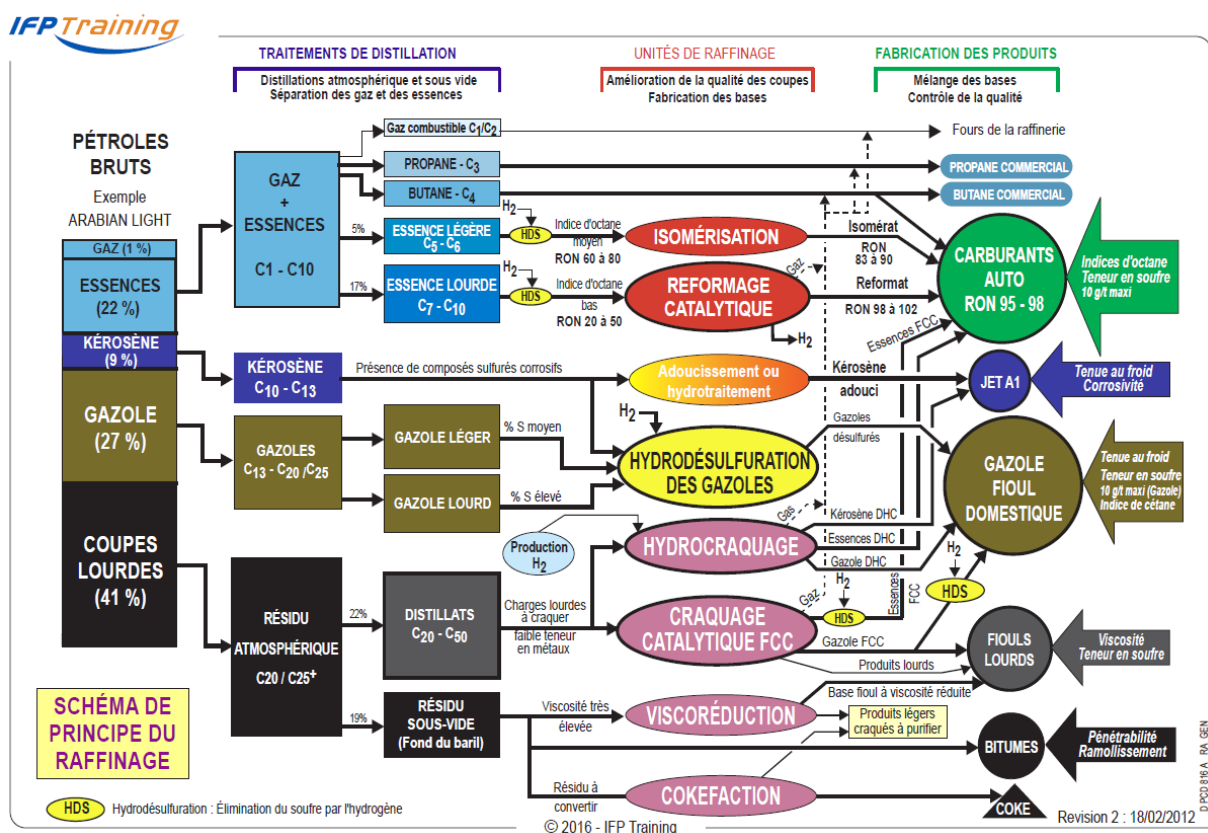 IFP Training
TRAITEMENTS DE DISTILLATION
Distillations atmosphérique et sous vide
Séparation des gaz et des essences
UNITÉS DE RAFFINAGE
Amélioration de la qualité des coupes
Fabrication des bases
FABRICATION DES PRODUITS
Mélange des bases
Contrôle de la qualité
PÉTROLES
BRUTS
Exemple
ARABIAN LIGHT
GAZ (1 %)
ESSENCES
(22 %)
KÉROSÈNE
(9 %)
GAZOLE
(27 %)
COUPES
LOURDES
(41 %)
GAZ
+
ESSENCES
C1 - C10
Gaz combustible C1/C2
Fours de la raffinerie
PROPANE - C3
PROPANE COMMERCIAL
BUTANE - C4
BUTANE COMMERCIAL
5%
ESSENCE LÉGÈRE
C5 - C6
H2
HDS
Indice d'octane
moyen
RON 60 à 80
ISOMÉRISATION
Isomérat
RON
83 à 90
17%
ESSENCE LOURDE
C7 - C10
H2
HDS
Indice d'octane
bas
RON 20 à 50
REFORMAGE
CATALYTIQUE
Gaz
Reformat
RON 98 à 102
H2
CARBURANTS
AUTO
RON 95 - 98
Indices d'octane
Teneur en soufre
10 g/t maxi
Essences FCC
KÉROSÈNE
C10 - C13
Présence de composés sulfurés corrosifs
Adoucissement ou
hydrotraitement
Kérosène
adouci
JET A1
Tenue au froid
Corrosivité
GAZOLES
C13 - C20 /C25
GAZOLE LÉGER
% S moyen
GAZOLE LOURD
% S élevé
H2
HYDRODÉSULFURATION
DES GAZOLES
Gazoles
désulfurés
GAZOLE
FIOUL
DOMESTIQUE
Tenue au froid
Teneur en soufre
10 g/t maxi (Gazole)
Indice de cétane
Production
H2
HYDROCRAQUAGE
Gas
Kérosène DHC
Essences DHC
Gazole DHC
H2
HDS
RÉSIDU
ATMOSPHÉRIQUE
C20 / C25+
22%
DISTILLATS
C20 - C50
Charges lourdes
à craquer
faible teneur
en métaux
CRAQUAGE
CATALYTIQUE FCC
Gaz
H2
HDS
Essences
FCC
Gazole FCC
Produits lourds
FIOULS
LOURDS
Viscosité
Teneur en soufre
19%
RÉSIDU
SOUS-VIDE
(Fond du baril)
Viscosité très
élevée
VISCORÉDUCTION
Base fioul à viscosité réduite
Produits légers
craqués à purifier
BITUMES
Pénétrabilité
Ramollissement
Résidu à
convertir
COKEFACTION
COKE
SCHÉMA DE
PRINCIPE DU
RAFFINAGE
HDS
Hydrodésulfuration : Élimination du soufre par l'hydrogène
© 2016 - IFP Training
Revision 2 : 18/02/2012
D PCD 816 A RA GEN